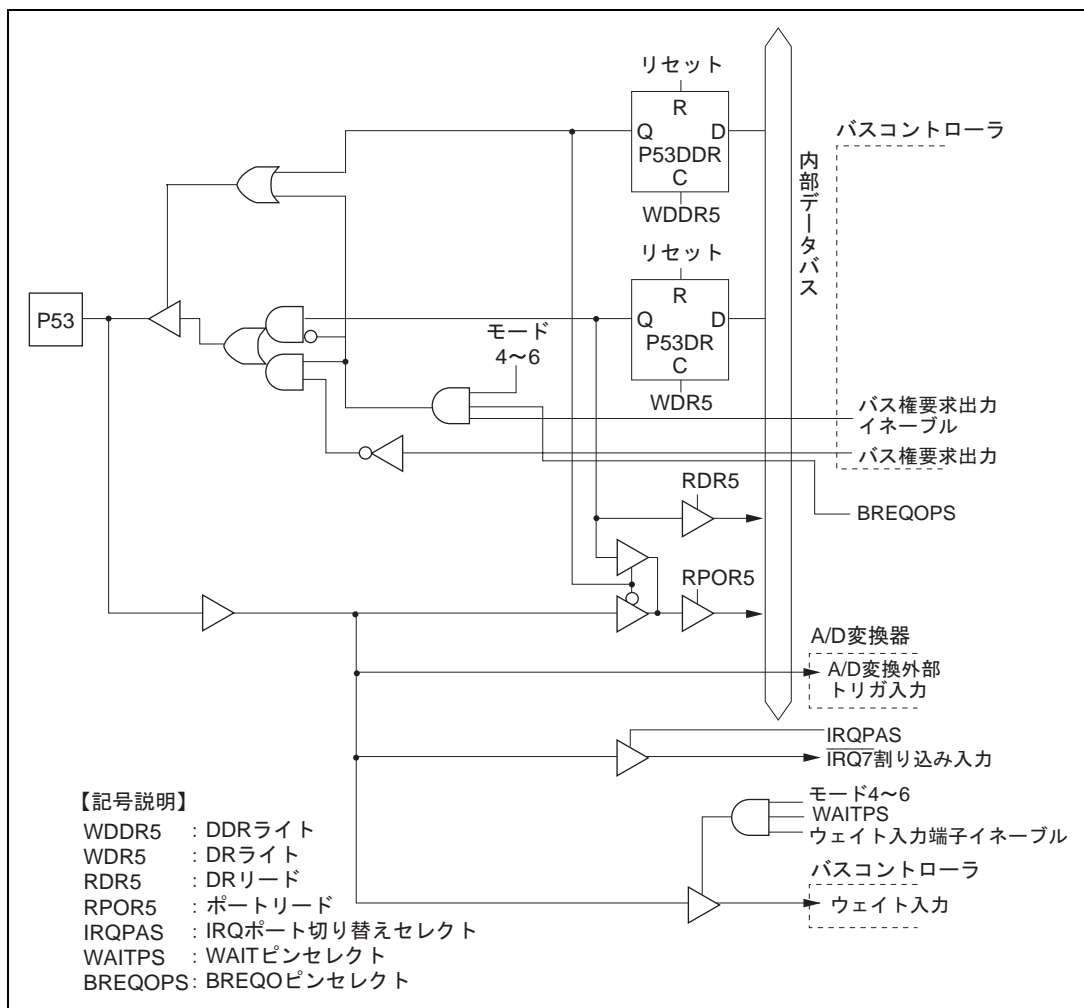 リセット
R
Q D
P53DDR
C
WDDR5
バスコントローラ
内部データバス
リセット
R
Q D
P53DR
C
WDR5
P53
モード
4～6
バス権要求出力
イネーブル
バス権要求出力
RDR5
BREQOPS
RPOR5
A/D変換器
A/D変換外部
トリガ入力
IRQPAS
IRQ7割り込み入力
モード4～6
WAITPS
ウェイト入力端子イネーブル
バスコントローラ
ウェイト入力
【記号説明】
WDDR5 : DDRライト
WDR5 : DRライト
RDR5 : DRリード
RPOR5 : ポートリード
IRQPAS : IRQポート切り替えセレクト
WAITPS : WAITピンセレクト
BREQOPS : BREQOピンセレクト